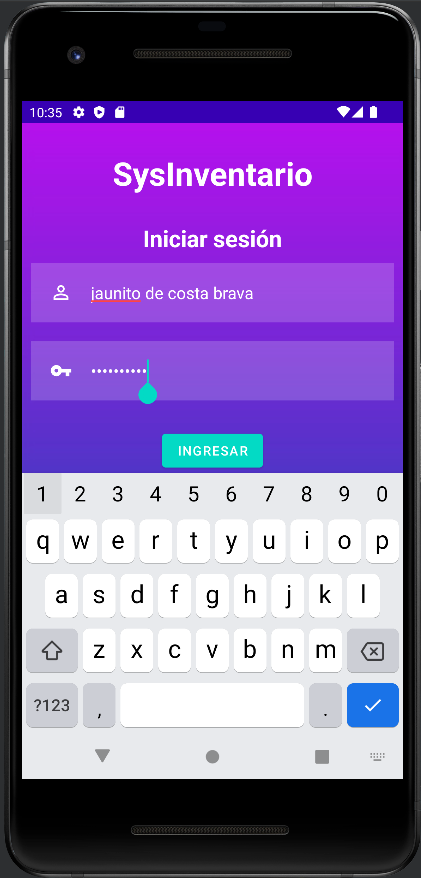 10:35
SysInventario
Iniciar sesión
jaunito de costa brava
••••••••••
INGRESAR
1 2 3 4 5 6 7 8 9 0
q w e r t y u i o p
a s d f g h j k l
z x c v b n m
?123 , .